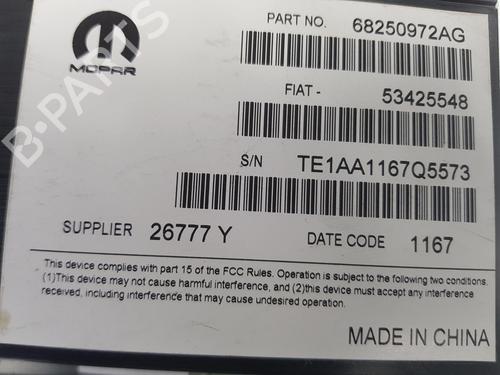 MOPAR
PART NO. 68250972AG
FIAT - 53425548
S/N TE1AA1167Q5573
SUPPLIER 26777 Y DATE CODE 1167
This device complies with part 15 of the FCC Rules. Operation is subject to the following two conditions.
(1)This device may not cause harmful interference, and (2)this device must accept any interference
received, including interference that may cause undesired operation.
MADE IN CHINA
B-PARTS